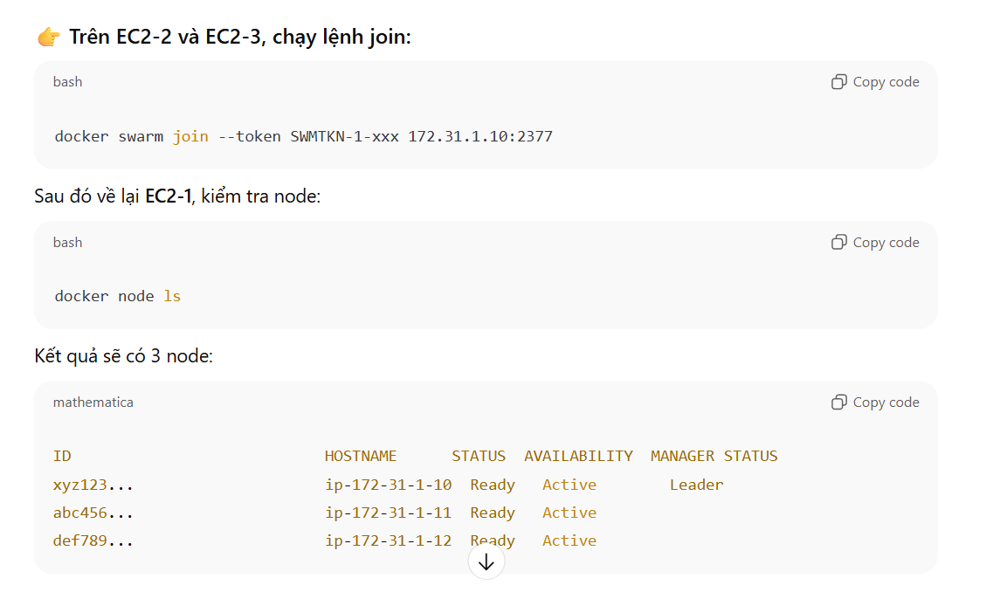 👉 Trên EC2-2 và EC2-3, chạy lệnh join:
bash
Copy code
docker swarm join --token SWMTKN-1-xxx 172.31.1.10:2377
Sau đó về lại EC2-1, kiểm tra node:
bash
Copy code
docker node ls
Kết quả sẽ có 3 node:
mathematica
Copy code
ID HOSTNAME STATUS AVAILABILITY MANAGER STATUS
xyz123... ip-172-31-1-10 Ready Active Leader
abc456... ip-172-31-1-11 Ready Active
def789... ip-172-31-1-12 Ready Active